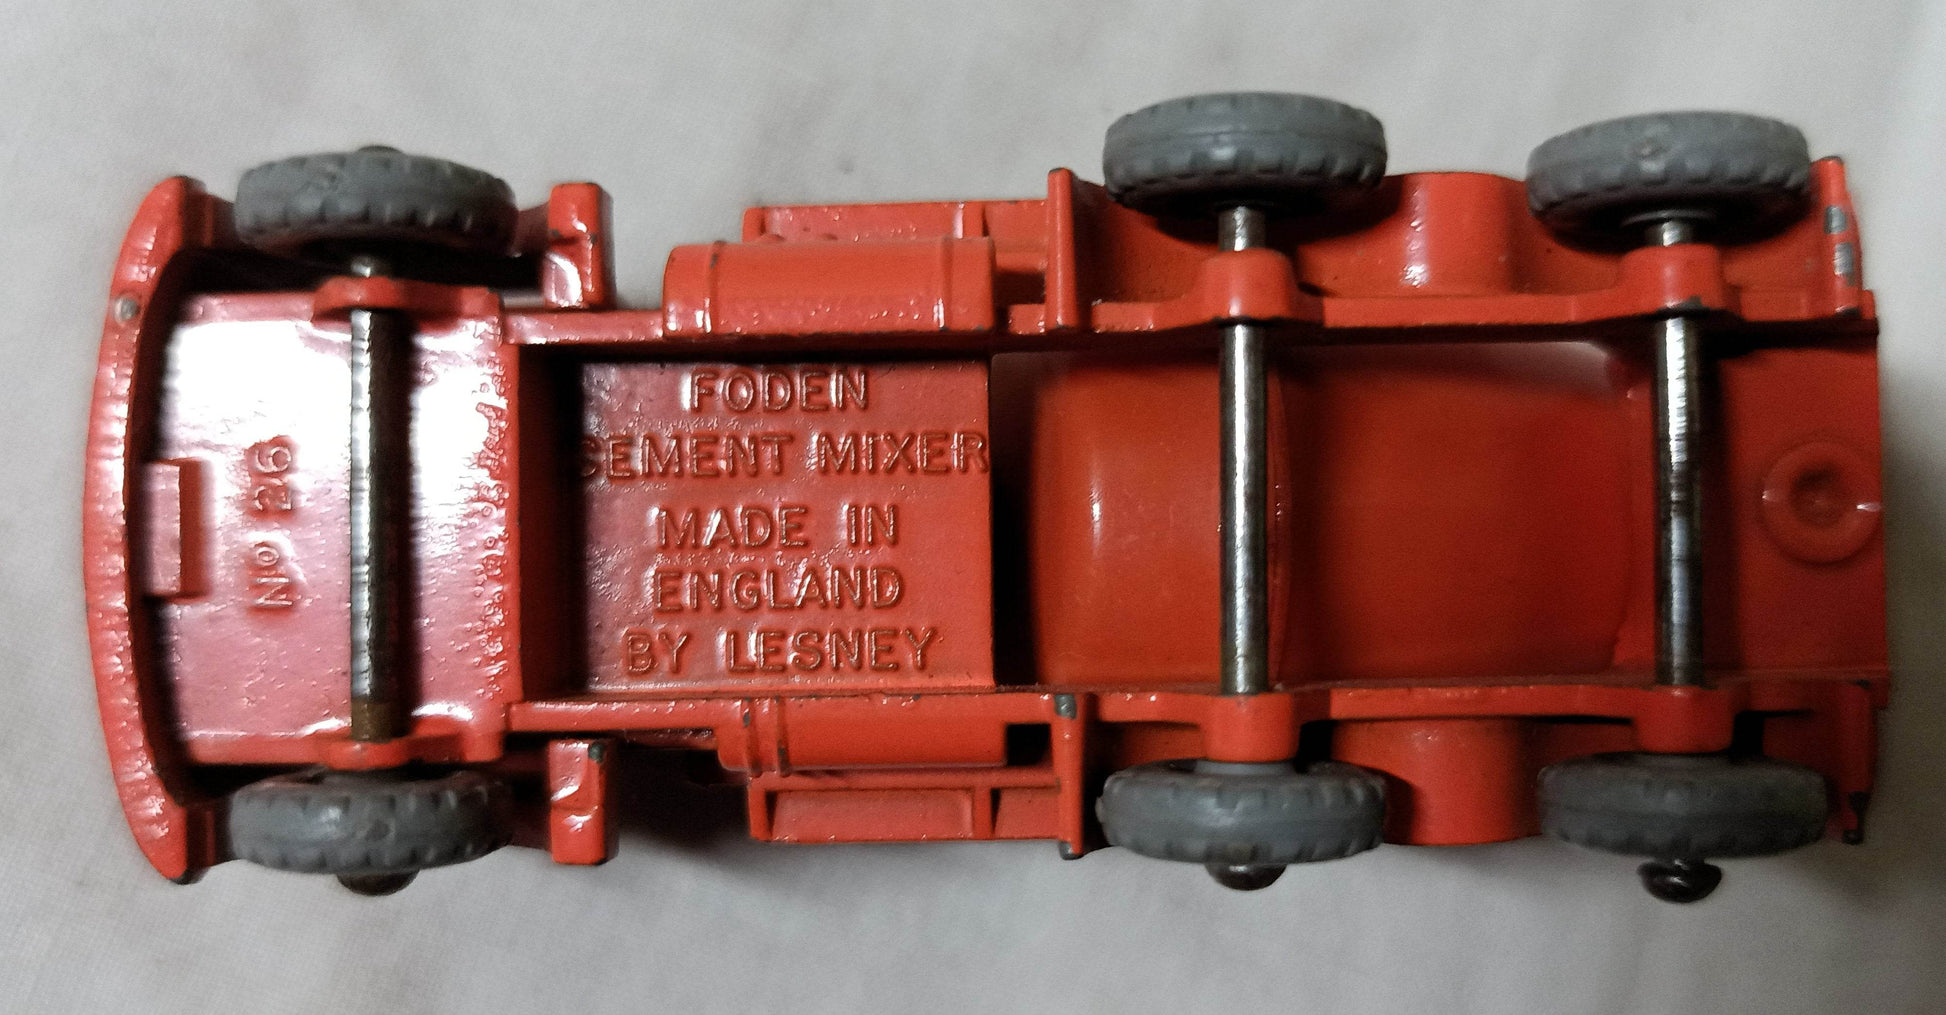 FODEN
CEMENT MIXER
MADE IN
ENGLAND
BY LESNEY
Nº 26